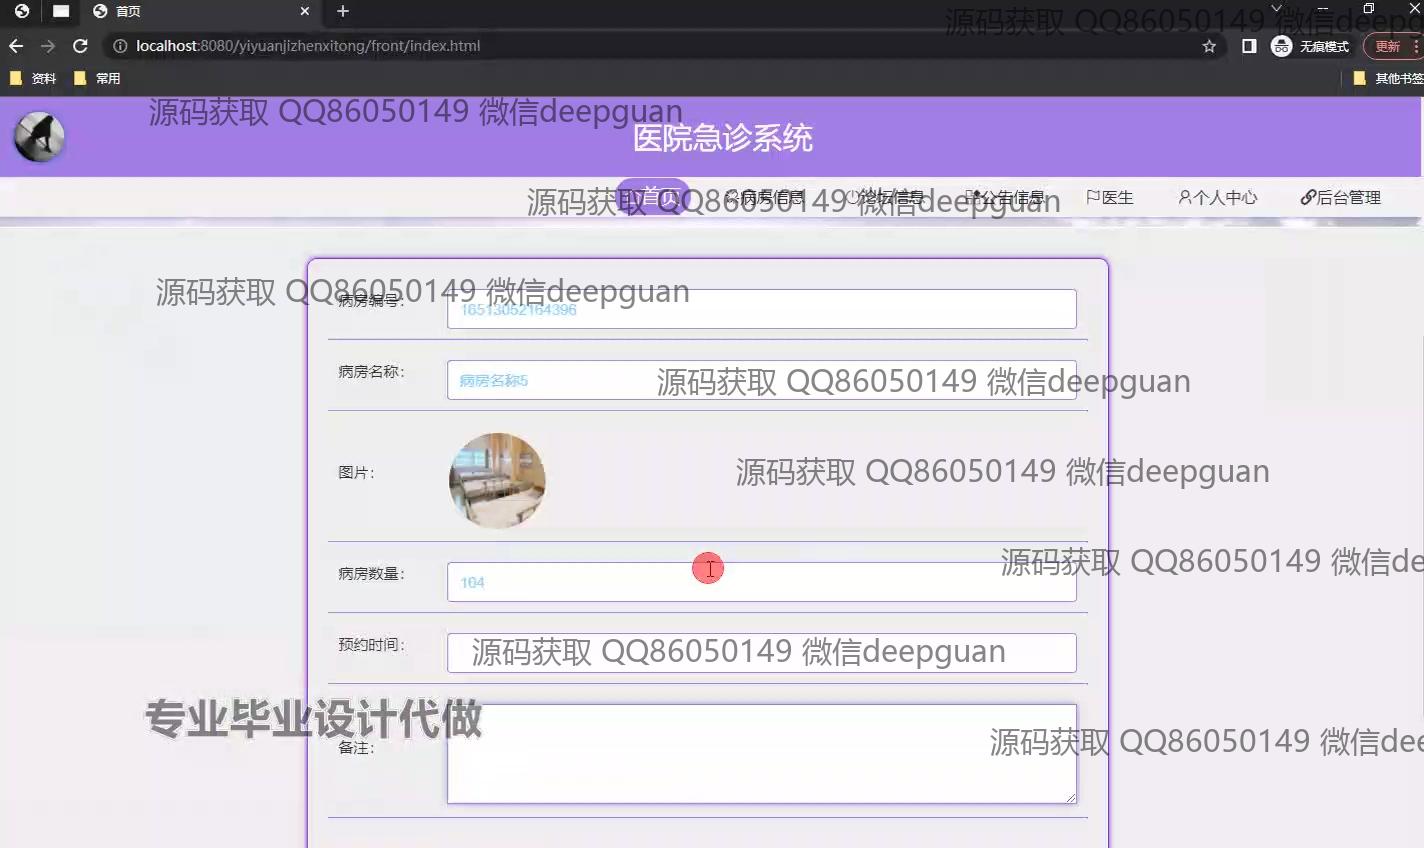 首页
源码获取 QQ86050149 微信deepg
localhost:8080/yiyuanjizhenxitong/front/index.html
无痕模式
更新
资料
常用
其他书签
源码获取 QQ86050149 微信deepguan
医院急诊系统
首页
病房信息
论坛信息
公告信息
医生
个人中心
后台管理
源码获取 QQ86050149 微信deepguan
源码获取 QQ86050149 微信deepguan
病房编号:
16513052164396
病房名称:
病房名称5
源码获取 QQ86050149 微信deepguan
图片:
源码获取 QQ86050149 微信deepguan
源码获取 QQ86050149 微信de
病房数量:
104
预约时间:
源码获取 QQ86050149 微信deepguan
专业毕业设计代做
备注:
源码获取 QQ86050149 微信dee